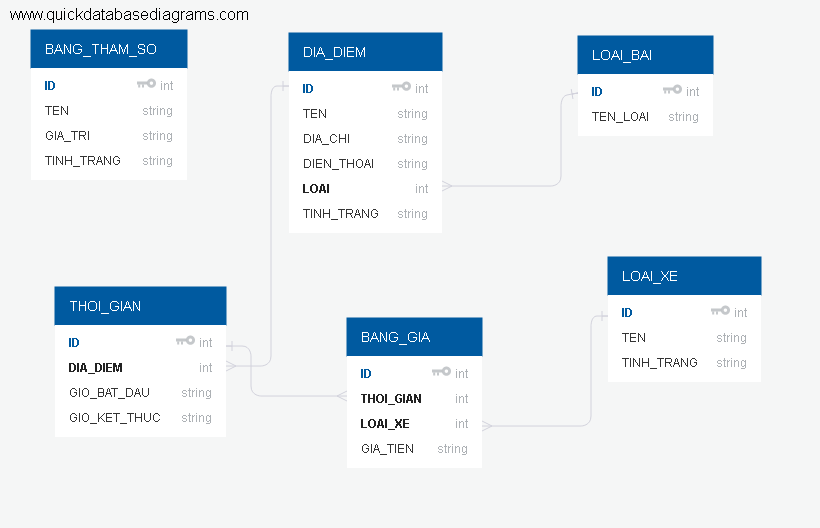 www.quickdatabasediagrams.com
BANG_THAM_SO
ID int
TEN string
GIA_TRI string
TINH_TRANG string
DIA_DIEM
ID int
TEN string
DIA_CHI string
DIEN_THOAI string
LOAI int
TINH_TRANG string
LOAI_BAI
ID int
TEN_LOAI string
THOI_GIAN
ID int
DIA_DIEM int
GIO_BAT_DAU string
GIO_KET_THUC string
BANG_GIA
ID int
THOI_GIAN int
LOAI_XE int
GIA_TIEN string
LOAI_XE
ID int
TEN string
TINH_TRANG string